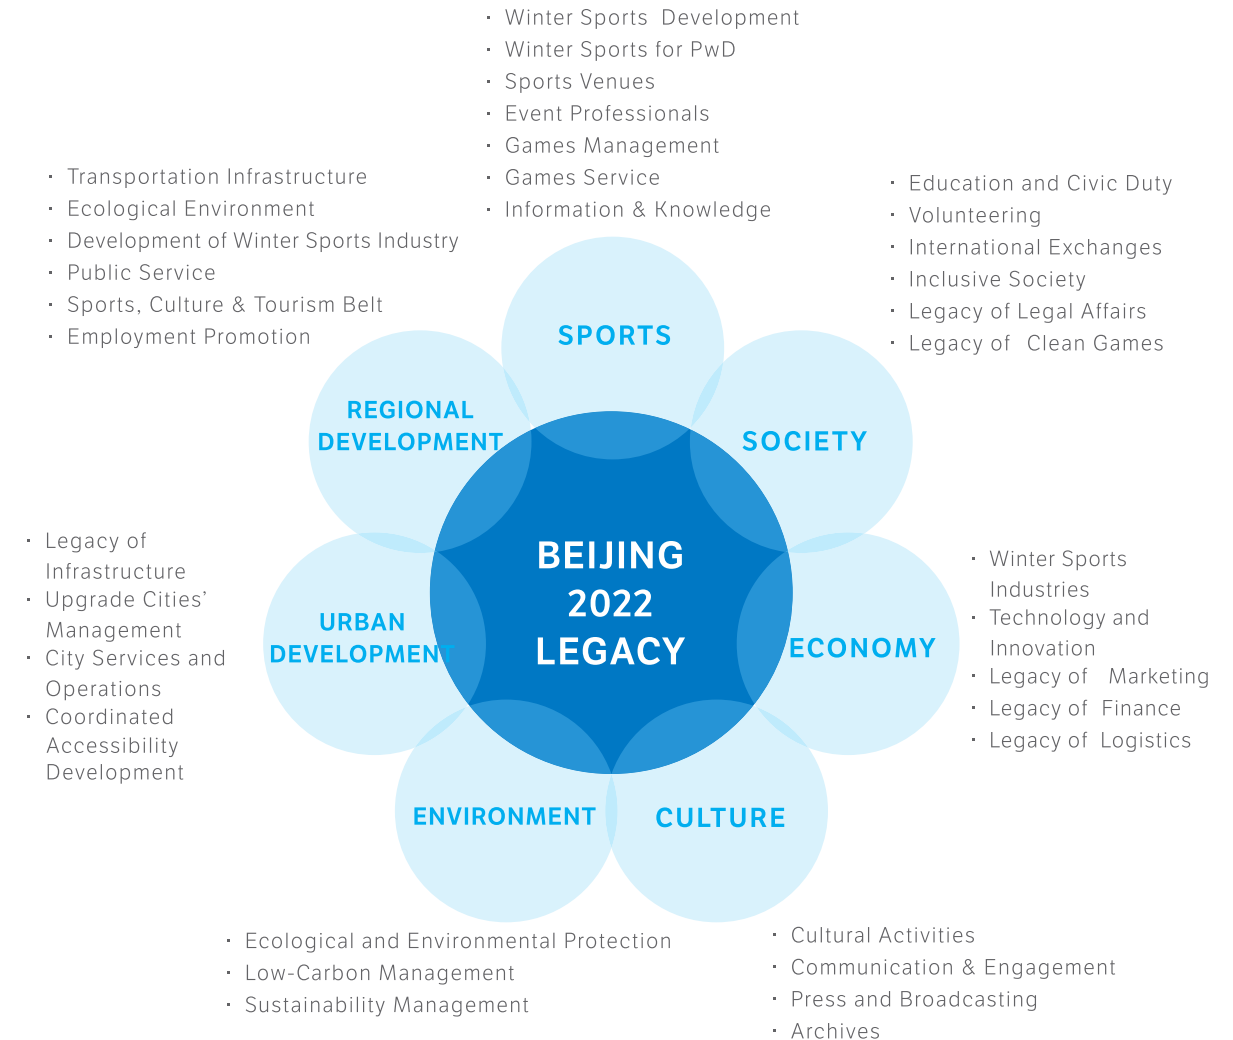 · Winter Sports Development
· Winter Sports for PwD
· Sports Venues
· Event Professionals
· Games Management
· Games Service
· Information & Knowledge
· Transportation Infrastructure
· Ecological Environment
· Development of Winter Sports Industry
· Public Service
· Sports, Culture & Tourism Belt
· Employment Promotion
· Education and Civic Duty
· Volunteering
· International Exchanges
· Inclusive Society
· Legacy of Legal Affairs
· Legacy of Clean Games
SPORTS
REGIONAL
DEVELOPMENT
SOCIETY
BEIJING
2022
LEGACY
· Legacy of
Infrastructure
· Upgrade Cities’
Management
· City Services and
Operations
· Coordinated
Accessibility
Development
URBAN
DEVELOPMENT
ECONOMY
· Winter Sports
Industries
· Technology and
Innovation
· Legacy of Marketing
· Legacy of Finance
· Legacy of Logistics
ENVIRONMENT
CULTURE
· Ecological and Environmental Protection
· Low-Carbon Management
· Sustainability Management
· Cultural Activities
· Communication & Engagement
· Press and Broadcasting
· Archives